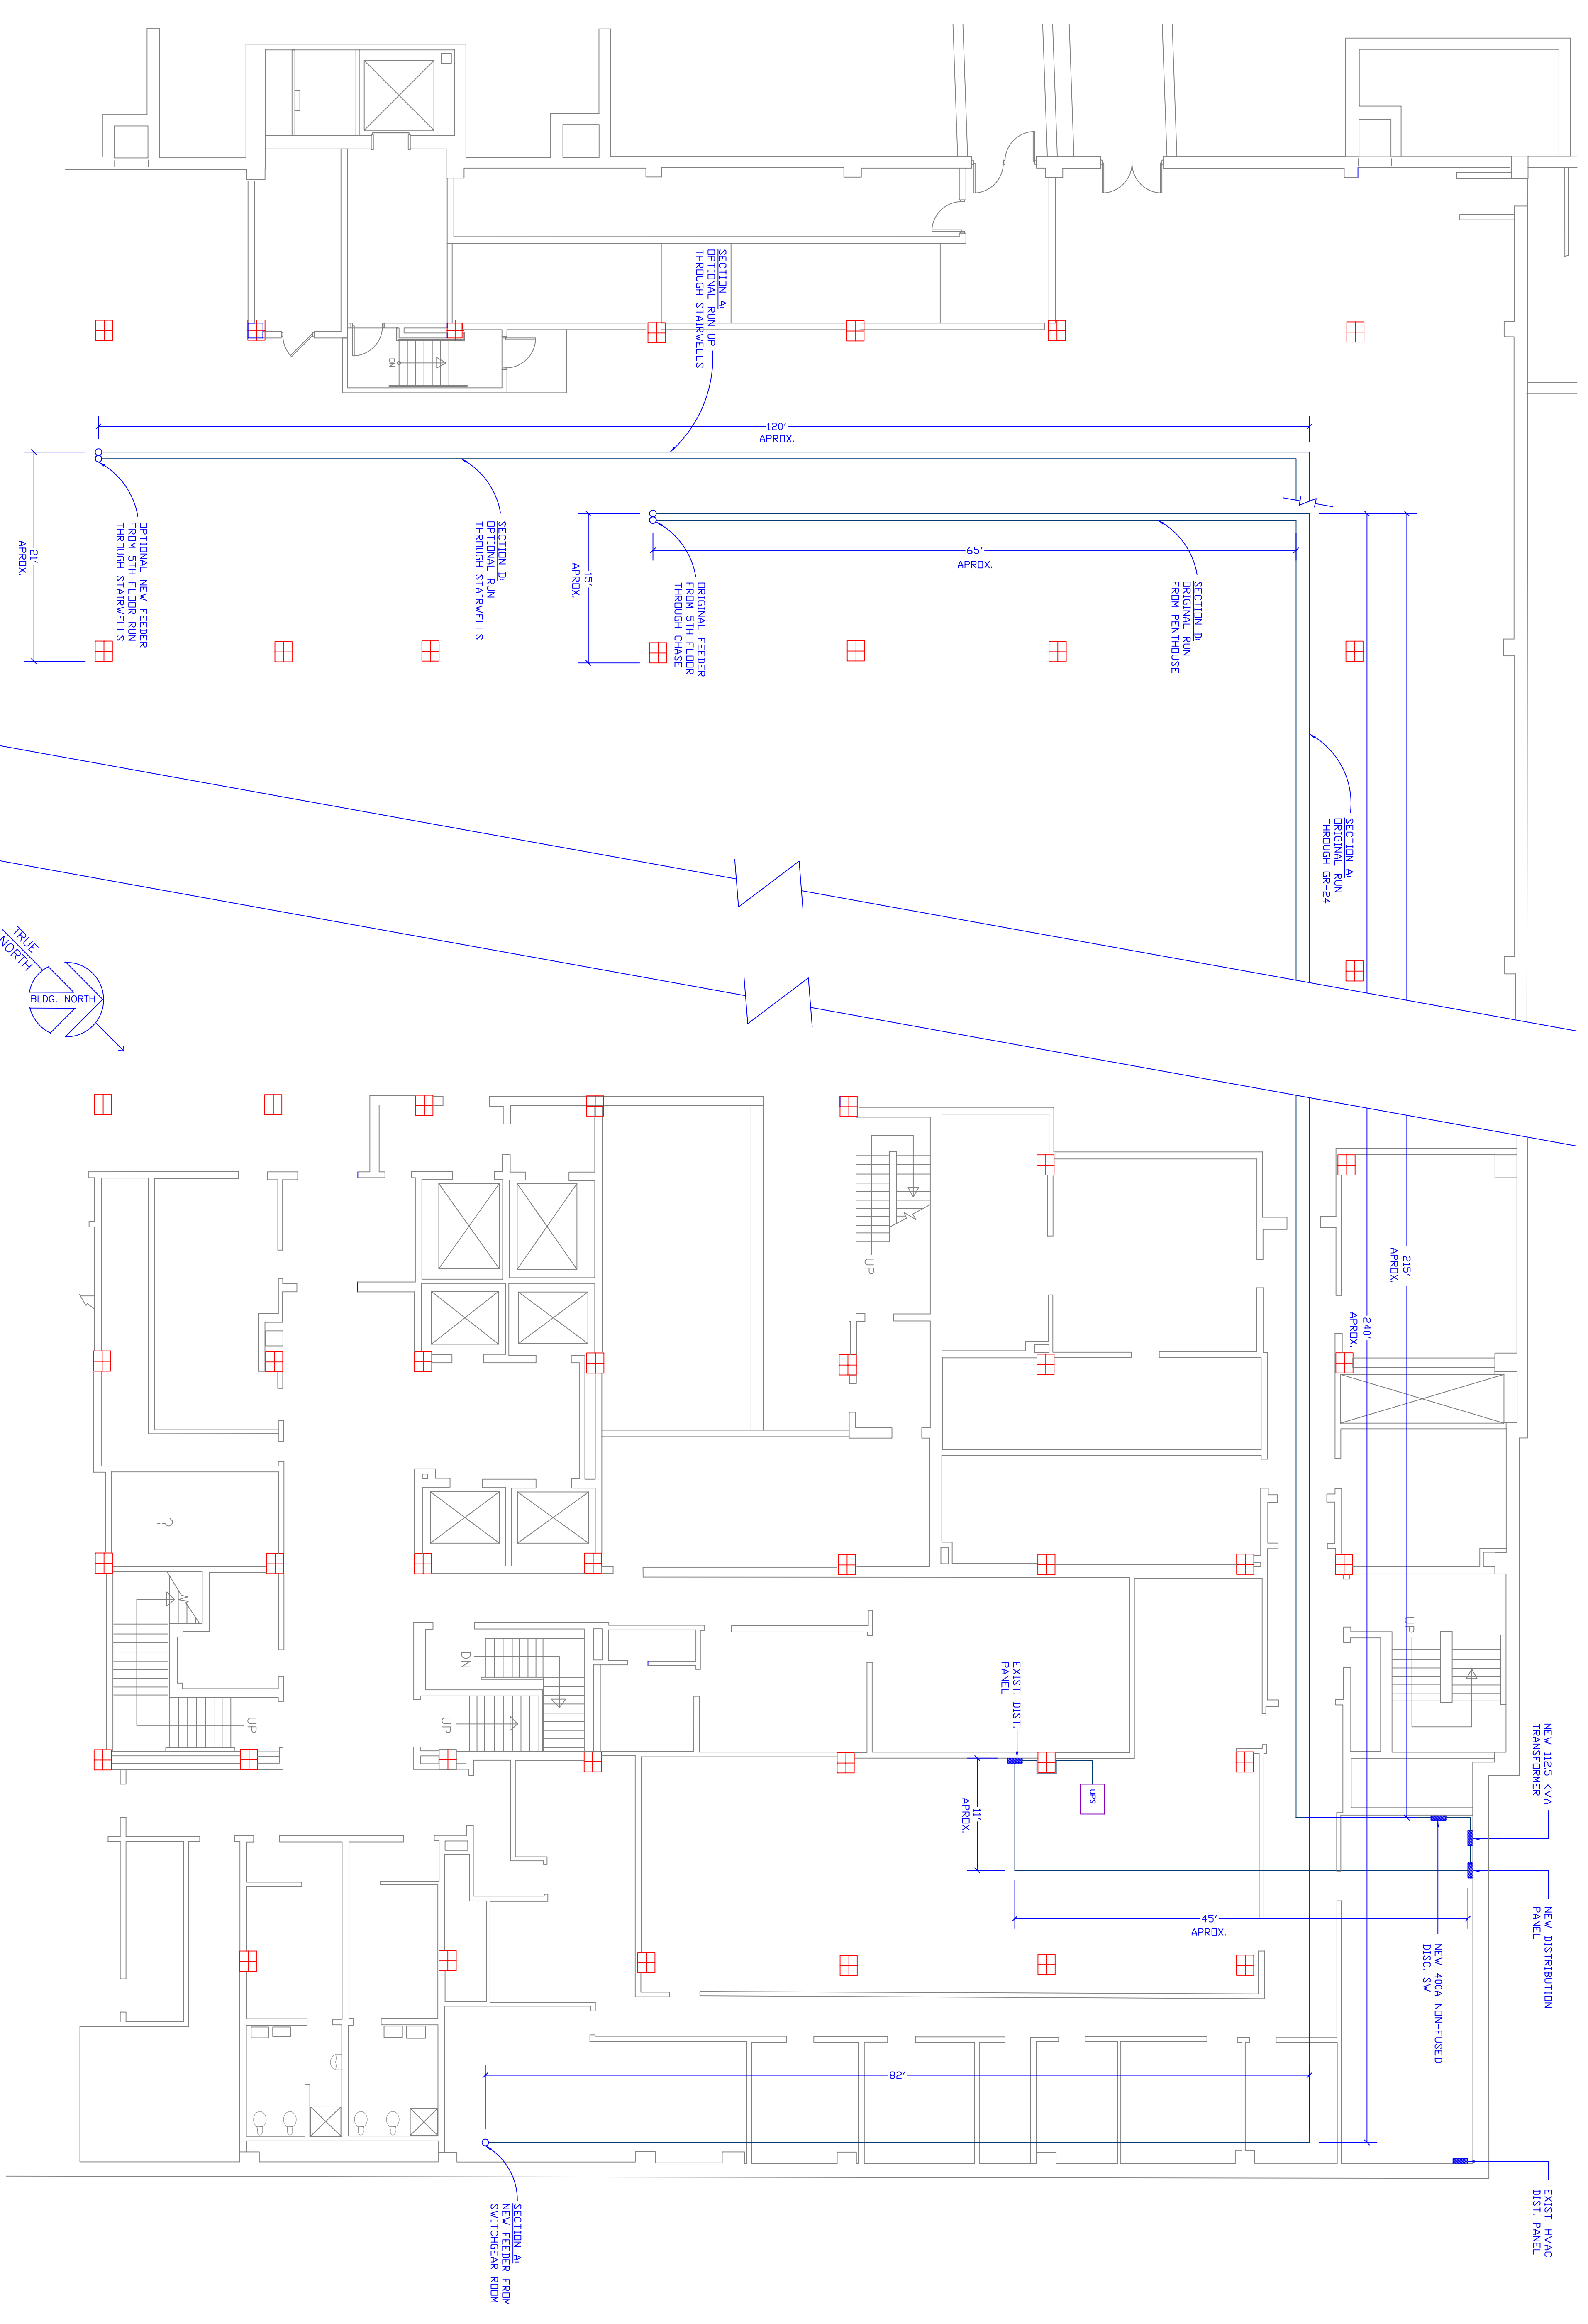 SECTION A:
OPTIONAL RUN UP
THROUGH STAIRWELLS
DN
120'
APROX.
21'
APROX.
OPTIONAL NEW FEEDER
FROM 5TH FLOOR RUN
THROUGH STAIRWELLS
SECTION D:
OPTIONAL RUN
THROUGH STAIRWELLS
15'
APROX.
65'
APROX.
ORIGINAL FEEDER
FROM 5TH FLOOR
THROUGH CHASE
SECTION D:
ORIGINAL RUN
FROM PENTHOUSE
SECTION A:
ORIGINAL RUN
THROUGH GR-24
TRUE
NORTH
BLDG. NORTH
UP
215'
APROX.
240'
APROX.
?
UP
DN
UP
UP
EXIST. DIST.
PANEL
UPS
11'
APROX.
45'
APROX.
NEW 112.5 KVA
TRANSFORMER
NEW DISTRIBUTION
PANEL
NEW 400A NON-FUSED
DISC. SW
82'
SECTION A:
NEW FEEDER FROM
SWITCHGEAR ROOM
EXIST. HVAC
DIST. PANEL